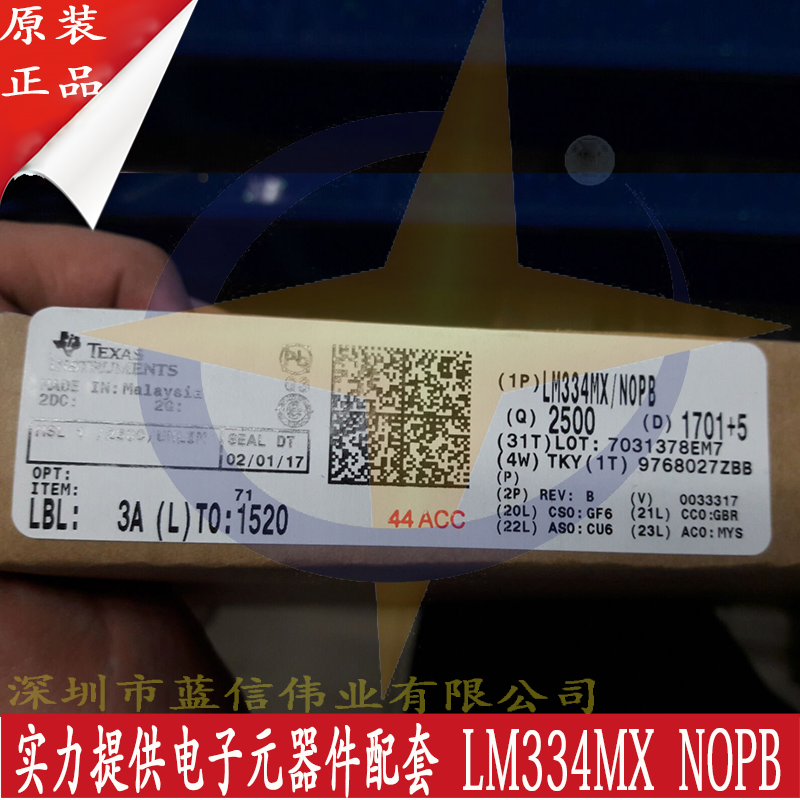 原装
正品
TEXAS
INSTRUMENTS
MADE IN: Malaysia
2DC: 2Q:
G3
SEAL DT
02/01/17
OPT:
ITEM:
71
LBL: 3A (L)TO:1520
44 ACC
(1P)LM334MX/NOPB
(Q) 2500 (D) 1701+5
(31T)LOT: 7031378EM7
(4W) TKY(1T) 9768027ZBB
(P)
(2P) REV: B (V) 0033317
(20L) CSO:GF6 (21L) CCO:GBR
(22L) ASO:CU6 (23L) ACO:MYS
深圳市蓝信伟业有限公司
实力提供电子元器件配套 LM334MX NOPB